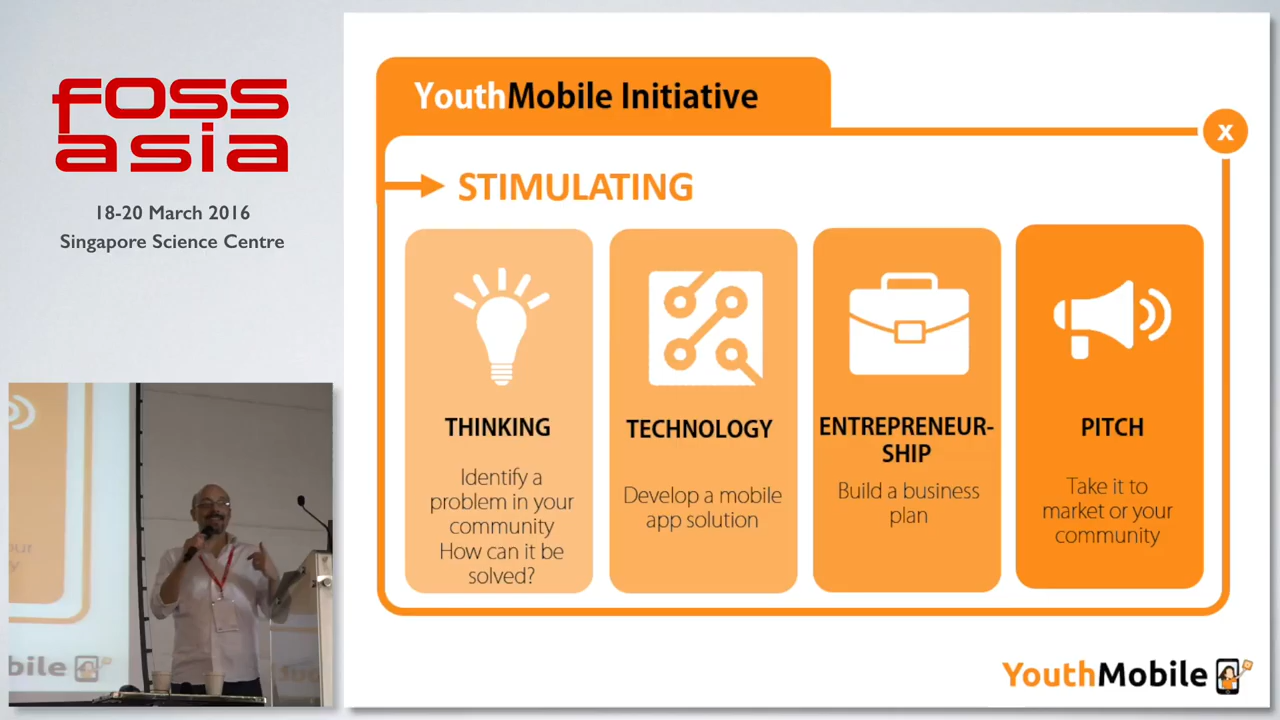 foss
asia
18-20 March 2016
Singapore Science Centre
YouthMobile Initiative
x
STIMULATING
THINKING
Identify a
problem in your
community
How can it be
solved?
TECHNOLOGY
Develop a mobile
app solution
ENTREPRENEUR-
SHIP
Build a business
plan
PITCH
Take it to
market or your
community
YouthMobile
bile